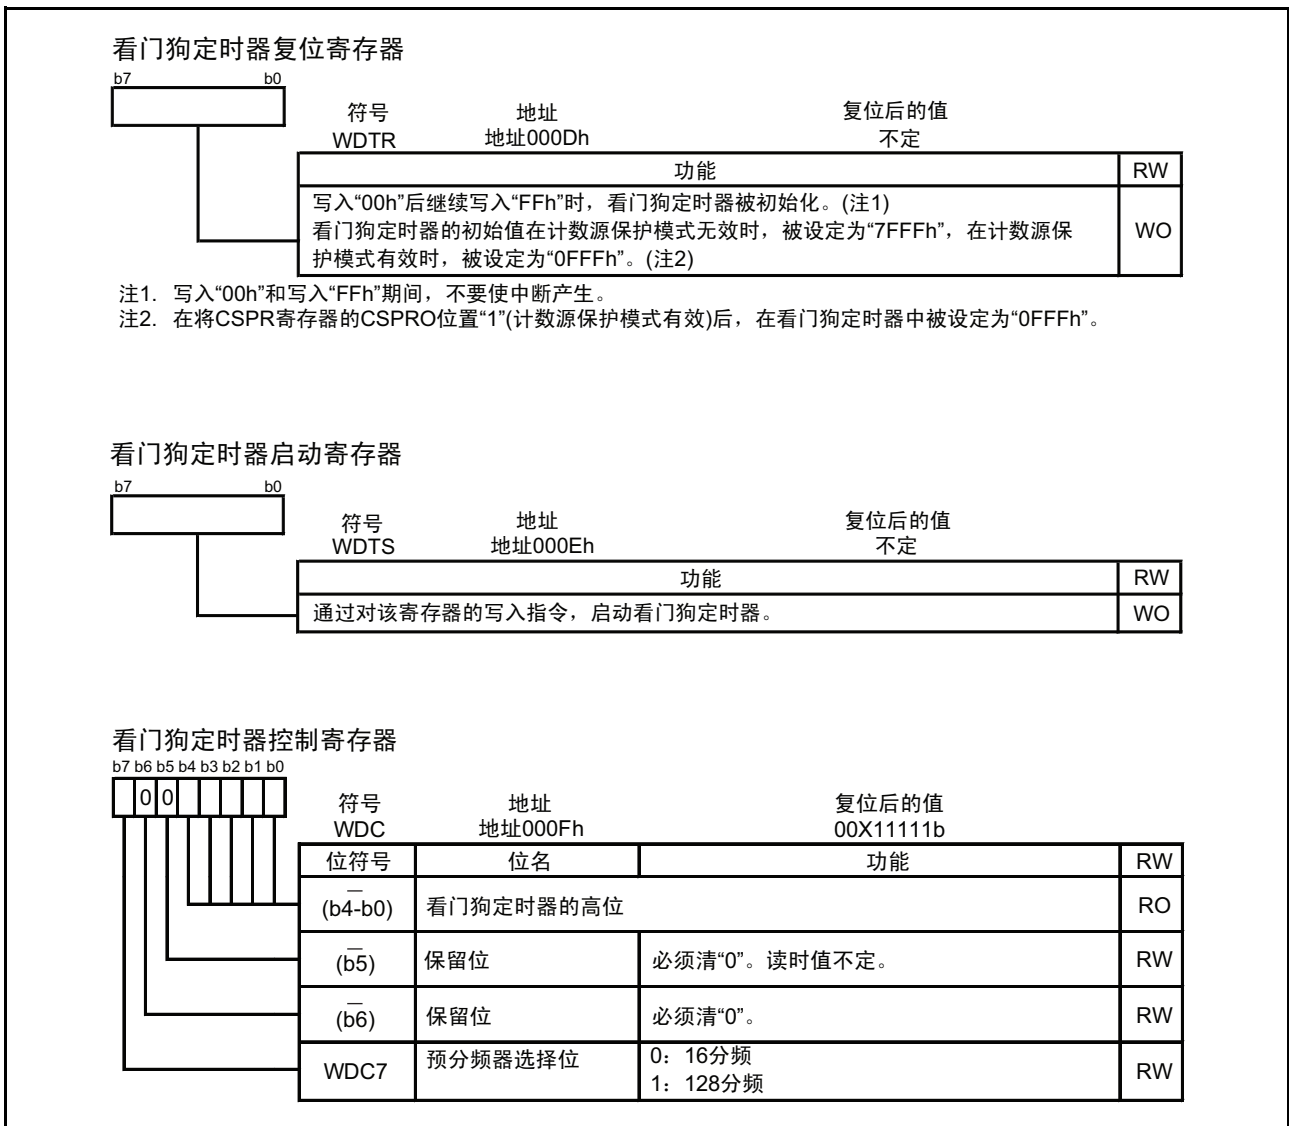 看门狗定时器复位寄存器
b7 b0
符号 地址 复位后的值
WDTR 地址000Dh 不定
功能 RW
写入“00h”后继续写入“FFh”时，看门狗定时器被初始化。(注1)
看门狗定时器的初始值在计数源保护模式无效时，被设定为“7FFFh”，在计数源保 WO
护模式有效时，被设定为“0FFFh”。(注2)
注1. 写入“00h”和写入“FFh”期间，不要使中断产生。
注2. 在将CSPR寄存器的CSPRO位置“1”(计数源保护模式有效)后，在看门狗定时器中被设定为“0FFFh”。
看门狗定时器启动寄存器
b7 b0
符号 地址 复位后的值
WDTS 地址000Eh 不定
功能 RW
通过对该寄存器的写入指令，启动看门狗定时器。 WO
看门狗定时器控制寄存器
b7 b6 b5 b4 b3 b2 b1 b0
0 0
符号 地址 复位后的值
WDC 地址000Fh 00X11111b
位符号 位名 功能 RW
—
(b4-b0) 看门狗定时器的高位 RO
—
(b5) 保留位 必须清“0”。读时值不定。 RW
—
(b6) 保留位 必须清“0”。 RW
WDC7 预分频器选择位 0：16分频 RW
1：128分频